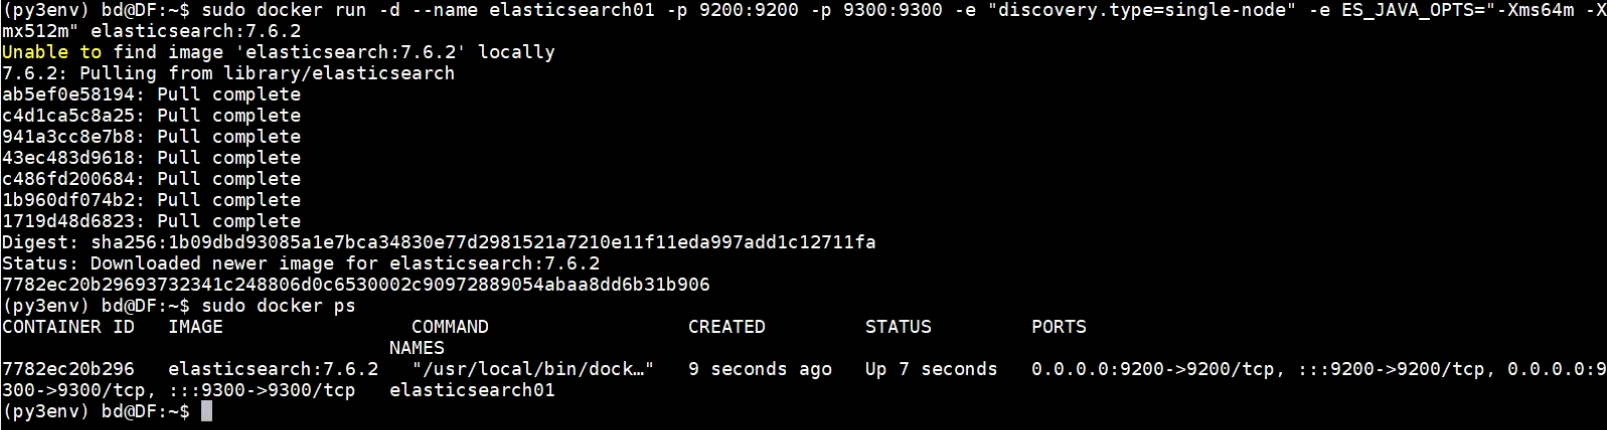 (py3env) bd@DF:~$ sudo docker run -d --name elasticsearch01 -p 9200:9200 -p 9300:9300 -e "discovery.type=single-node" -e ES_JAVA_OPTS="-Xms64m -X
mx512m" elasticsearch:7.6.2
Unable to find image 'elasticsearch:7.6.2' locally
7.6.2: Pulling from library/elasticsearch
ab5ef0e58194: Pull complete
c4d1ca5c8a25: Pull complete
941a3cc8e7b8: Pull complete
43ec483d9618: Pull complete
c486fd200684: Pull complete
1b960df074b2: Pull complete
1719d48d6823: Pull complete
Digest: sha256:1b09dbd93085a1e7bca34830e77d2981521a7210e11f11eda997add1c12711fa
Status: Downloaded newer image for elasticsearch:7.6.2
7782ec20b29693732341c248806d0c6530002c90972889054abaa8dd6b31b906
(py3env) bd@DF:~$ sudo docker ps
CONTAINER ID   IMAGE                 COMMAND                  CREATED         STATUS         PORTS
NAMES
7782ec20b296   elasticsearch:7.6.2   "/usr/local/bin/dock…"   9 seconds ago   Up 7 seconds   0.0.0.0:9200->9200/tcp, :::9200->9200/tcp, 0.0.0.0:9
300->9300/tcp, :::9300->9300/tcp   elasticsearch01
(py3env) bd@DF:~$